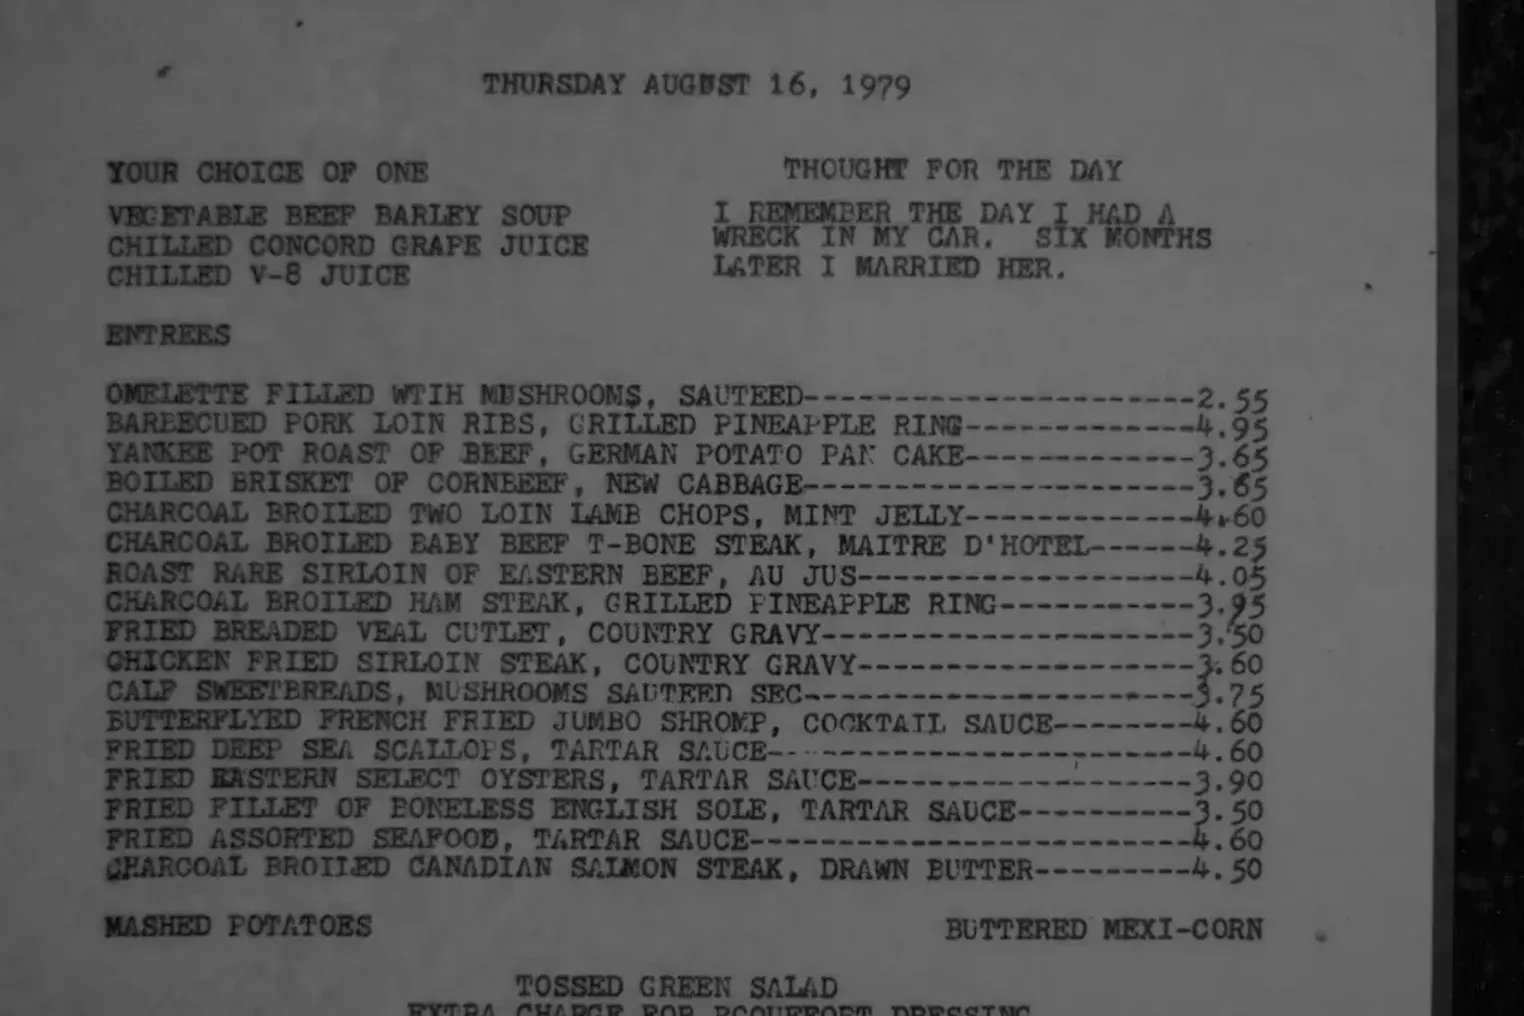 THURSDAY AUGUST 16, 1979
YOUR CHOICE OF ONE
VEGETABLE BEEF BARLEY SOUP
CHILLED CONCORD GRAPE JUICE
CHILLED V-8 JUICE
THOUGHT FOR THE DAY
I REMEMBER THE DAY I HAD A
WRECK IN MY CAR. SIX MONTHS
LATER I MARRIED HER.
ENTREES
OMELETTE FILLED WTIH MUSHROOMS, SAUTEED----------------------2.55
BARBECUED PORK LOIN RIBS, GRILLED PINEAPPLE RING-------------4.95
YANKEE POT ROAST OF BEEF, GERMAN POTATO PAN CAKE-------------3.65
BOILED BRISKET OF CORNBEEF, NEW CABBAGE----------------------3.65
CHARCOAL BROILED TWO LOIN LAMB CHOPS, MINT JELLY-------------4.60
CHARCOAL BROILED BABY BEEF T-BONE STEAK, MAITRE D'HOTEL------4.25
ROAST RARE SIRLOIN OF EASTERN BEEF, AU JUS-------------------4.05
CHARCOAL BROILED HAM STEAK, GRILLED PINEAPPLE RING-----------3.95
FRIED BREADED VEAL CUTLET, COUNTRY GRAVY---------------------3.50
CHICKEN FRIED SIRLOIN STEAK, COUNTRY GRAVY-------------------3.60
CALF SWEETBREADS, MUSHROOMS SAUTEED SEC----------------------3.75
BUTTERFLYED FRENCH FRIED JUMBO SHROMP, COCKTAIL SAUCE--------4.60
FRIED DEEP SEA SCALLOPS, TARTAR SAUCE------------------------4.60
FRIED EASTERN SELECT OYSTERS, TARTAR SAUCE-------------------3.90
FRIED FILLET OF BONELESS ENGLISH SOLE, TARTAR SAUCE----------3.50
FRIED ASSORTED SEAFOOD, TARTAR SAUCE-------------------------4.60
CHARCOAL BROILED CANADIAN SALMON STEAK, DRAWN BUTTER---------4.50
MASHED POTATOES BUTTERED MEXI-CORN
TOSSED GREEN SALAD
EXTRA CHARGE FOR ROQUEFORT DRESSING